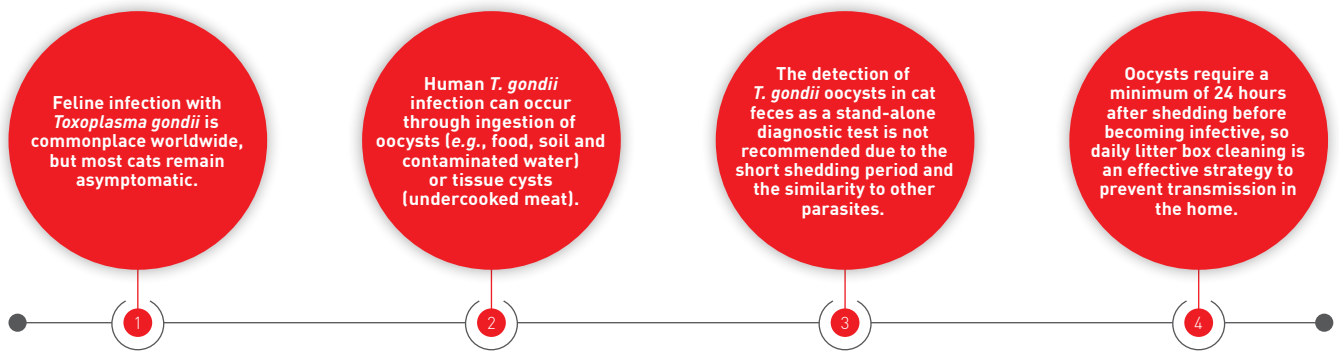 Feline infection with
Toxoplasma gondii is
commonplace worldwide,
but most cats remain
asymptomatic.
Human T. gondii
infection can occur
through ingestion of
oocysts (e.g., food, soil and
contaminated water)
or tissue cysts
(undercooked meat).
The detection of
T. gondii oocysts in cat
feces as a stand-alone
diagnostic test is not
recommended due to the
short shedding period and
the similarity to other
parasites.
Oocysts require a
minimum of 24 hours
after shedding before
becoming infective, so
daily litter box cleaning is
an effective strategy to
prevent transmission in
the home.
1
2
3
4